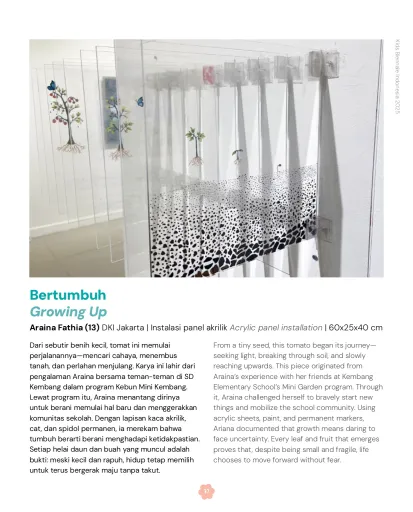 Kids Biennale Indonesia 2025
Bertumbuh
Growing Up
Araina Fathia (13) DKI Jakarta | Instalasi panel akrilik Acrylic panel installation | 60x25x40 cm
Dari sebutir benih kecil, tomat ini memulai
perjalanannya—mencari cahaya, menembus
tanah, dan perlahan menjulang. Karya ini lahir dari
pengalaman Araina bersama teman-teman di SD
Kembang dalam program Kebun Mini Kembang.
Lewat program itu, Araina menantang dirinya
untuk berani memulai hal baru dan menggerakkan
komunitas sekolah. Dengan lapisan kaca akrilik,
cat, dan spidol permanen, ia merekam bahwa
tumbuh berarti berani menghadapi ketidakpastian.
Setiap helai daun dan buah yang muncul adalah
bukti: meski kecil dan rapuh, hidup tetap memilih
untuk terus bergerak maju tanpa takut.
From a tiny seed, this tomato began its journey—
seeking light, breaking through soil, and slowly
reaching upwards. This piece originated from
Araina's experience with her friends at Kembang
Elementary School's Mini Garden program. Through
it, Araina challenged herself to bravely start new
things and mobilize the school community. Using
acrylic sheets, paint, and permanent markers,
Ariana documented that growth means daring to
face uncertainty. Every leaf and fruit that emerges
proves that, despite being small and fragile, life
chooses to move forward without fear.